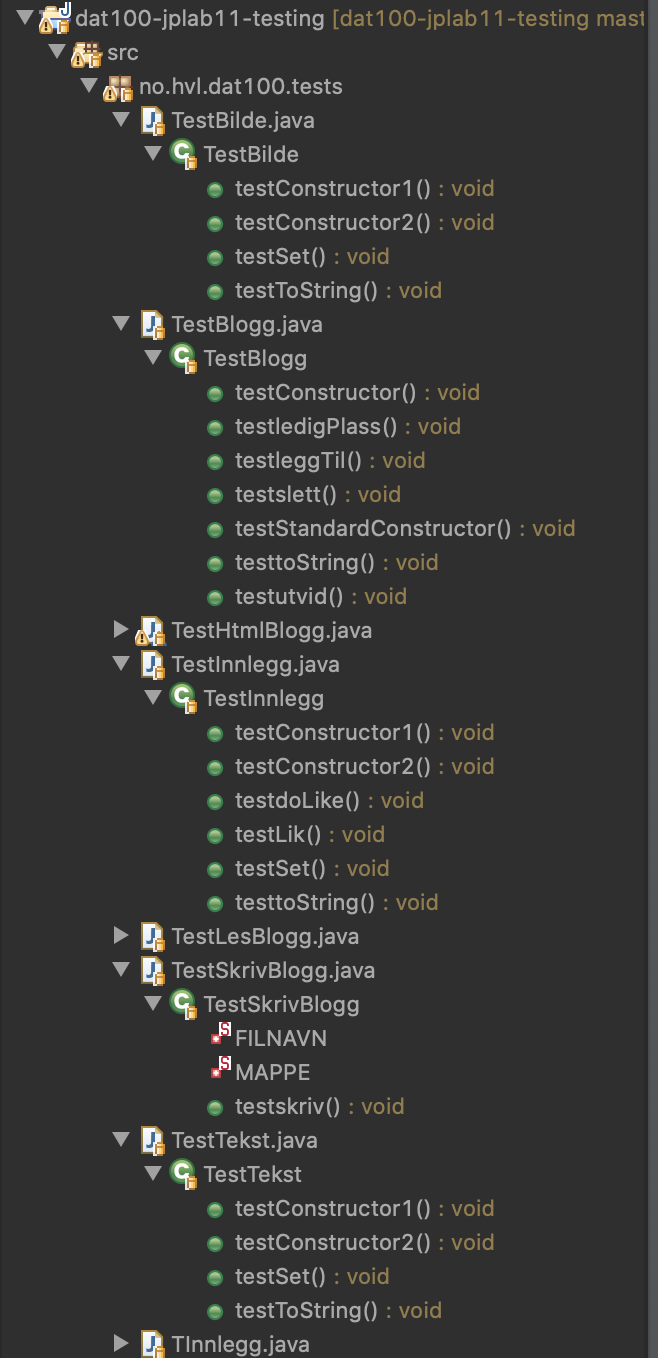 dat100-jplab11-testing [dat100-jplab11-testing mast
src
no.hvl.dat100.tests
TestBilde.java
TestBilde
testConstructor1() : void
testConstructor2() : void
testSet() : void
testToString() : void
TestBlogg.java
TestBlogg
testConstructor() : void
testledigPlass() : void
testleggTil() : void
testslett() : void
testStandardConstructor() : void
testtoString() : void
testutvid() : void
TestHtmlBlogg.java
TestInnlegg.java
TestInnlegg
testConstructor1() : void
testConstructor2() : void
testdoLike() : void
testLik() : void
testSet() : void
testtoString() : void
TestLesBlogg.java
TestSkrivBlogg.java
TestSkrivBlogg
FILNAVN
MAPPE
testskriv() : void
TestTekst.java
TestTekst
testConstructor1() : void
testConstructor2() : void
testSet() : void
testToString() : void
TInnlegg.java